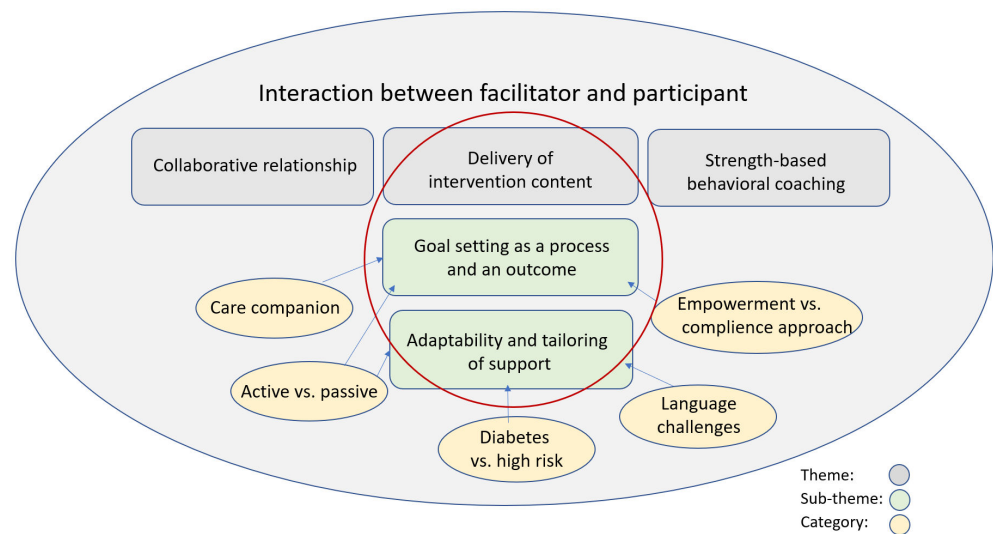 Interaction between facilitator and participant
Collaborative relationship
Delivery of
intervention content
Strength-based
behavioral coaching
Goal setting as a process
and an outcome
Care companion
Empowerment vs.
complience approach
Adaptability and tailoring
of support
Active vs. passive
Language
challenges
Diabetes
vs. high risk
Theme:
Sub-theme:
Category: